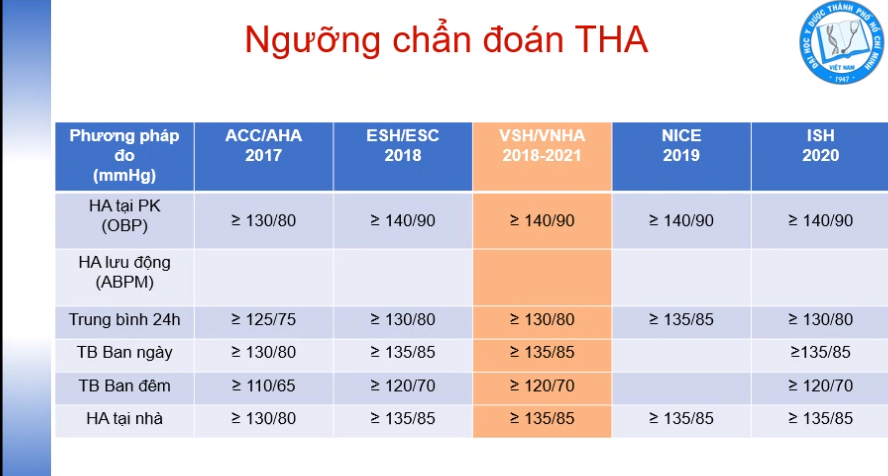 Ngưỡng chẩn đoán THA
ĐẠI HỌC Y DƯỢC THÀNH PHỐ HỒ CHÍ MINH
VIỆT NAM
1947
Phương pháp đo (mmHg) ACC/AHA 2017 ESH/ESC 2018 VSH/VNHA 2018-2021 NICE 2019 ISH 2020
HA tại PK (OBP) ≥ 130/80 ≥ 140/90 ≥ 140/90 ≥ 140/90 ≥ 140/90
HA lưu động (ABPM)
Trung bình 24h ≥ 125/75 ≥ 130/80 ≥ 130/80 ≥ 135/85 ≥ 130/80
TB Ban ngày ≥ 130/80 ≥ 135/85 ≥ 135/85 ≥135/85
TB Ban đêm ≥ 110/65 ≥ 120/70 ≥ 120/70 ≥ 120/70
HA tại nhà ≥ 130/80 ≥ 135/85 ≥ 135/85 ≥ 135/85 ≥ 135/85